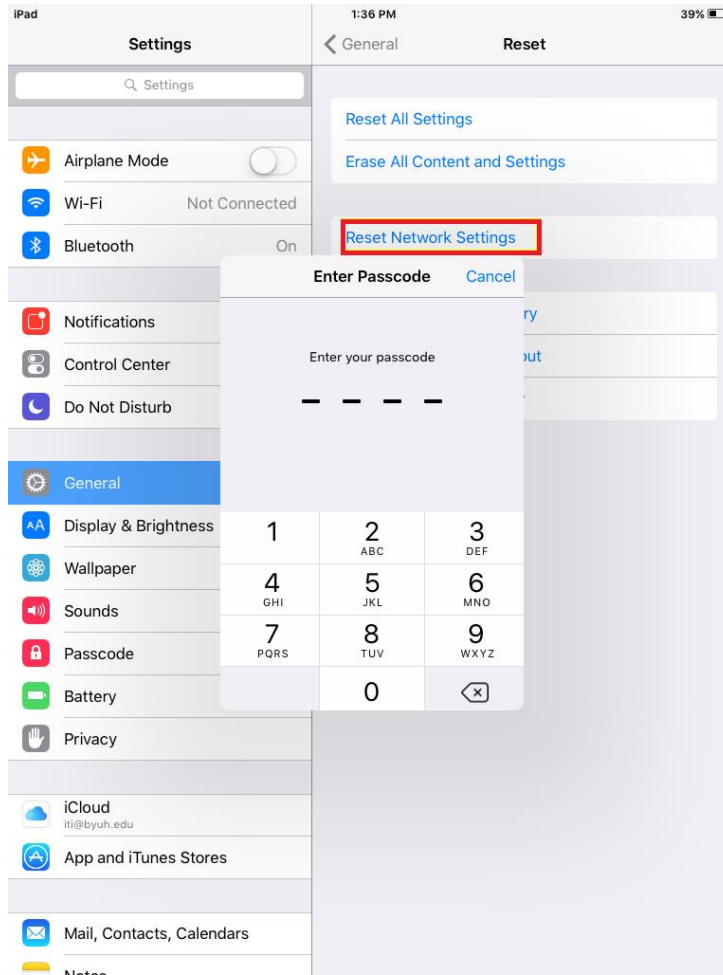 iPad
1:36 PM
39%
Settings
General
Reset
Settings
Airplane Mode
Wi-Fi
Not Connected
Bluetooth
On
Notifications
Control Center
Do Not Disturb
General
Display & Brightness
Wallpaper
Sounds
Passcode
Battery
Privacy
iCloud
iti@byuh.edu
App and iTunes Stores
Mail, Contacts, Calendars
Reset All Settings
Erase All Content and Settings
Reset Network Settings
Enter Passcode
Cancel
Enter your passcode
1
2
ABC
3
DEF
4
GHI
5
JKL
6
MNO
7
PQRS
8
TUV
9
WXYZ
0